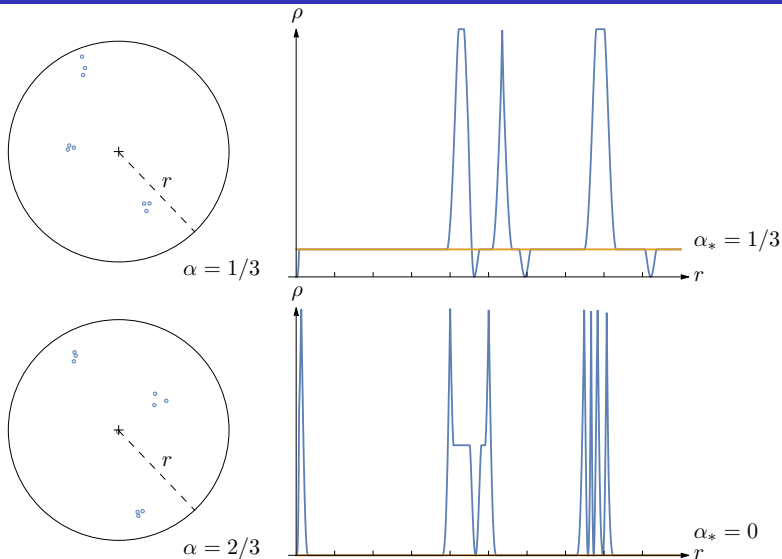 ρ
r
α = 1/3
α* = 1/3
r
ρ
r
α = 2/3
α* = 0
r